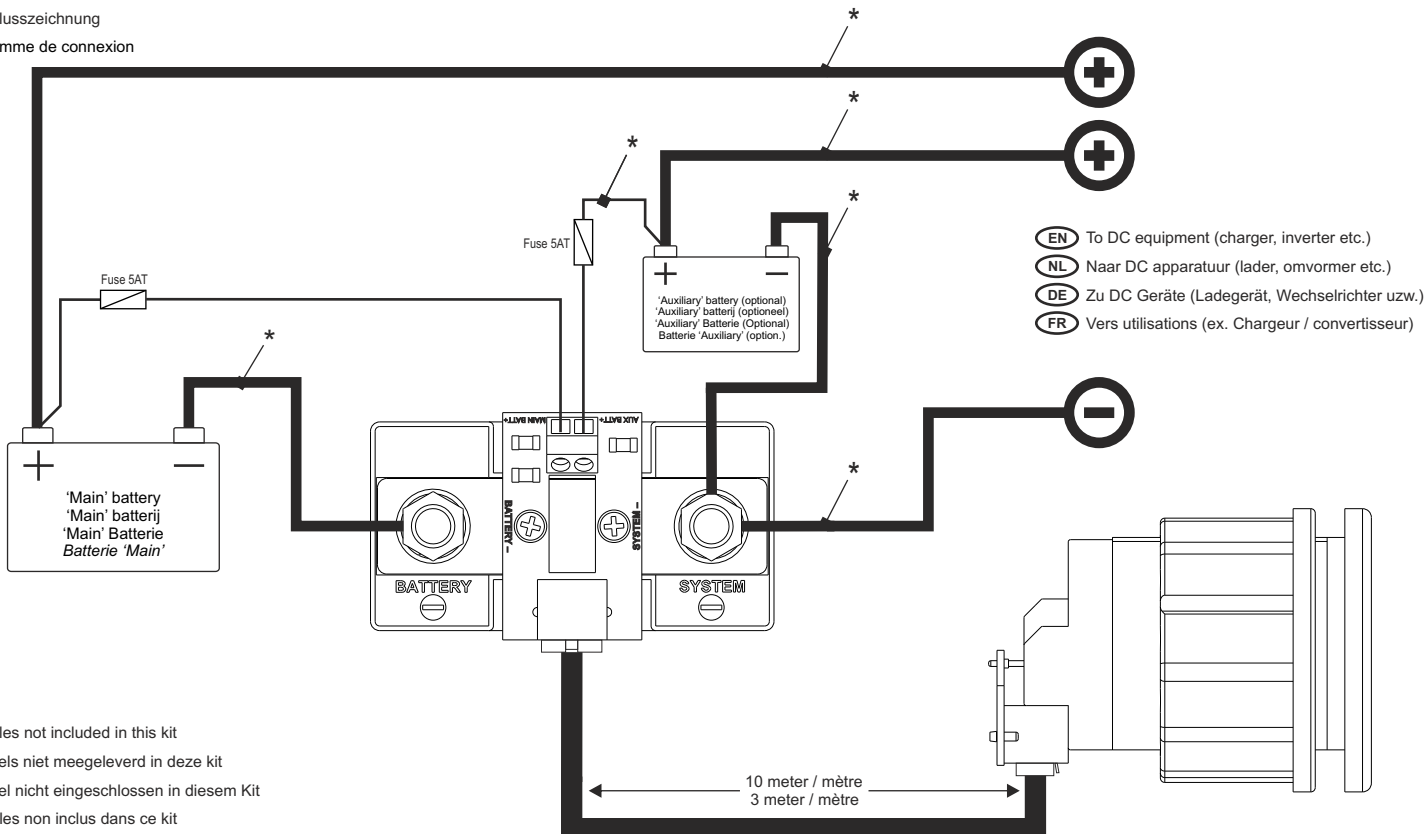 lusszeichnung
mme de connexion
*
*
*
*
Fuse 5AT
EN To DC equipment (charger, inverter etc.)
NL Naar DC apparatuur (lader, omvormer etc.)
DE Zu DC Geräte (Ladegerät, Wechselrichter uzw.)
FR Vers utilisations (ex. Chargeur / convertisseur)
Fuse 5AT
+ −
'Auxiliary' battery (optional)
'Auxiliary' batterij (optioneel)
'Auxiliary' Batterie (Optional)
Batterie 'Auxiliary' (option.)
*
MAIN BATT+
AUX BATT+
+ −
'Main' battery
'Main' batterij
'Main' Batterie
Batterie 'Main'
*
BATTERY −
SYSTEM −
BATTERY
SYSTEM
les not included in this kit
els niet meegeleverd in deze kit
el nicht eingeschlossen in diesem Kit
les non inclus dans ce kit
10 meter / mètre
3 meter / mètre